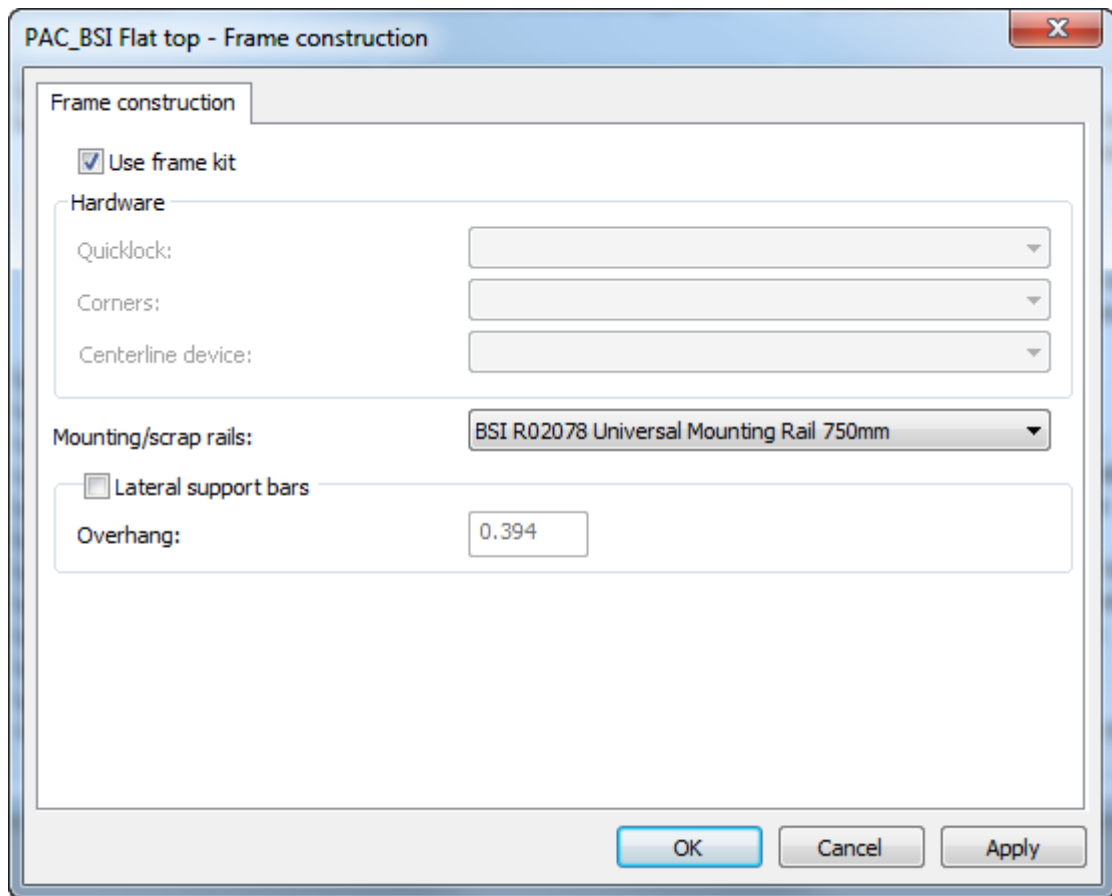 PAC_BSI Flat top - Frame construction
Frame construction
Use frame kit
Hardware
Quicklock:
Corners:
Centerline device:
Mounting/scrap rails: BSI R02078 Universal Mounting Rail 750mm
Lateral support bars
Overhang: 0.394
OK Cancel Apply